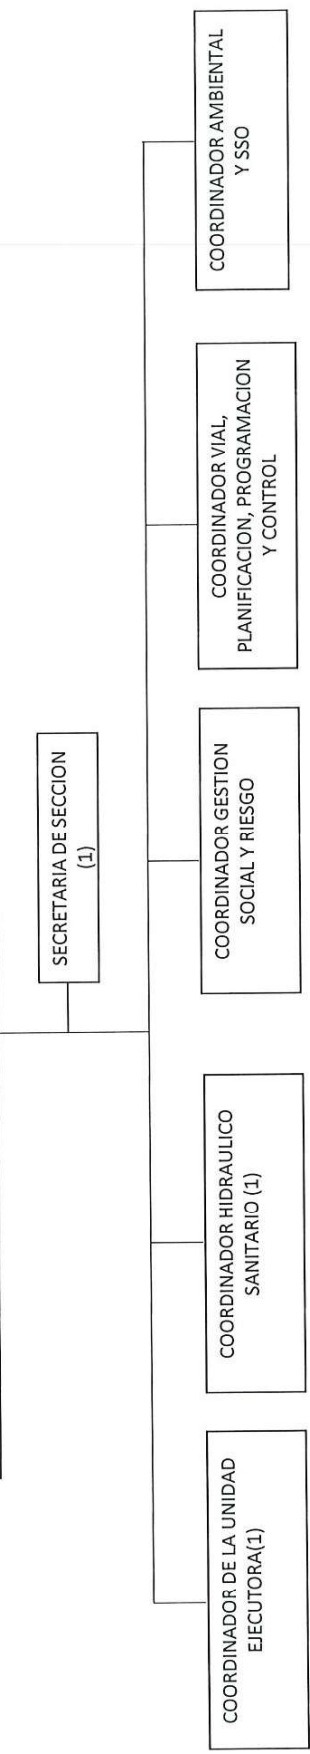 SECRETARIA DE SECCION
(1)
COORDINADOR DE LA UNIDAD
EJECUTORA(1)
COORDINADOR HIDRAULICO
SANITARIO (1)
COORDINADOR GESTION
SOCIAL Y RIESGO
COORDINADOR VIAL,
PLANIFICACION, PROGRAMACION
Y CONTROL
COORDINADOR AMBIENTAL
Y SSO